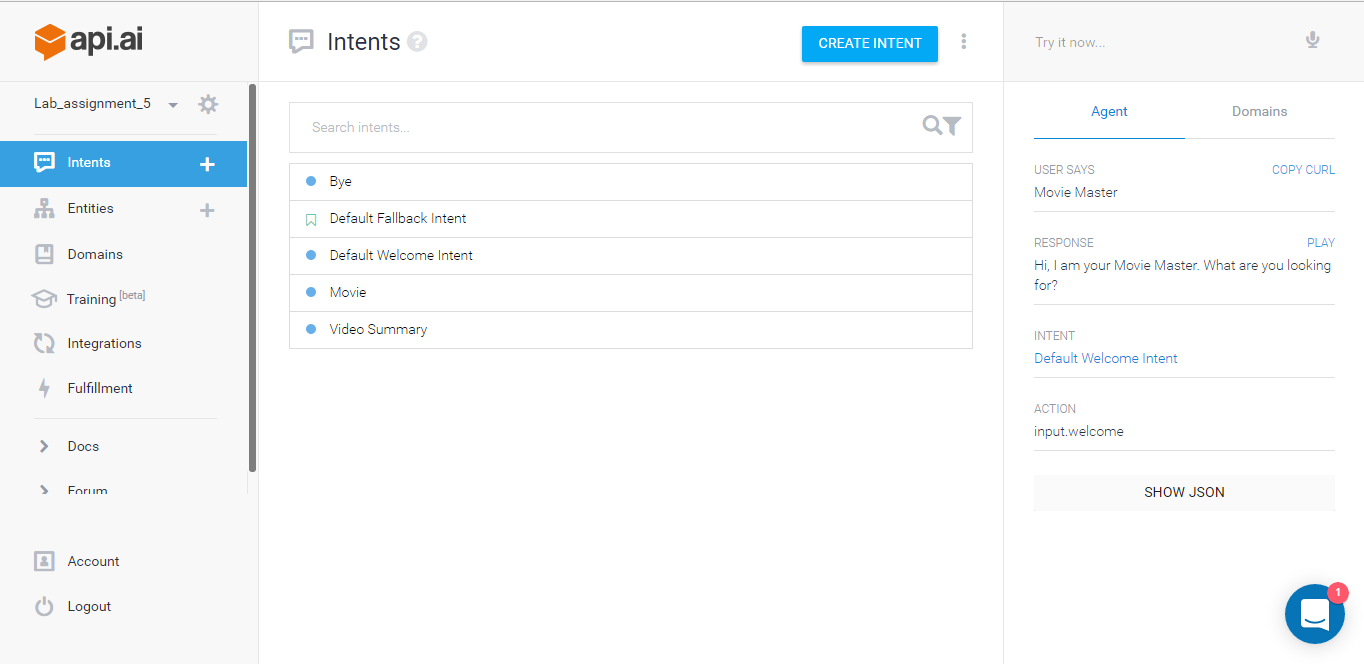 api.ai
Lab_assignment_5
Intents
Entities
Domains
Training [beta]
Integrations
Fulfillment
Docs
Forum
Account
Logout
Intents ?
CREATE INTENT
Search intents...
Bye
Default Fallback Intent
Default Welcome Intent
Movie
Video Summary
Try it now...
Agent Domains
USER SAYS COPY CURL
Movie Master
RESPONSE PLAY
Hi, I am your Movie Master. What are you looking
for?
INTENT
Default Welcome Intent
ACTION
input.welcome
SHOW JSON
1